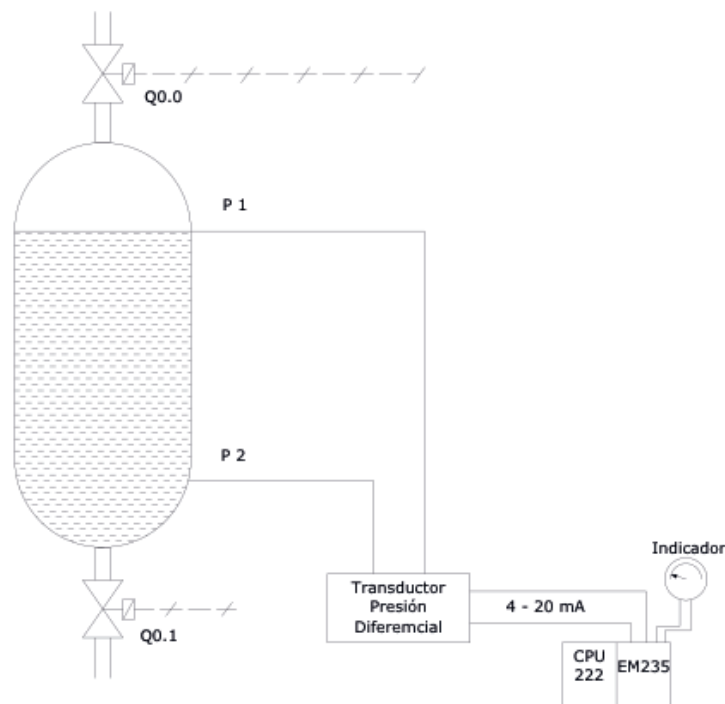 Q0.0
P 1
P 2
Indicador
Transductor
Presión
Diferemcial
4 - 20 mA
Q0.1
CPU
222
EM235